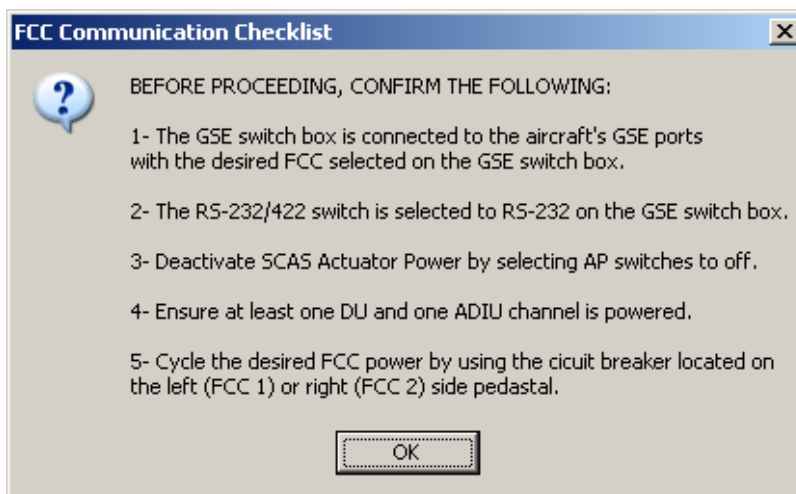 FCC Communication Checklist
BEFORE PROCEEDING, CONFIRM THE FOLLOWING:
1- The GSE switch box is connected to the aircraft's GSE ports
with the desired FCC selected on the GSE switch box.
2- The RS-232/422 switch is selected to RS-232 on the GSE switch box.
3- Deactivate SCAS Actuator Power by selecting AP switches to off.
4- Ensure at least one DU and one ADIU channel is powered.
5- Cycle the desired FCC power by using the cicuit breaker located on
the left (FCC 1) or right (FCC 2) side pedastal.
OK